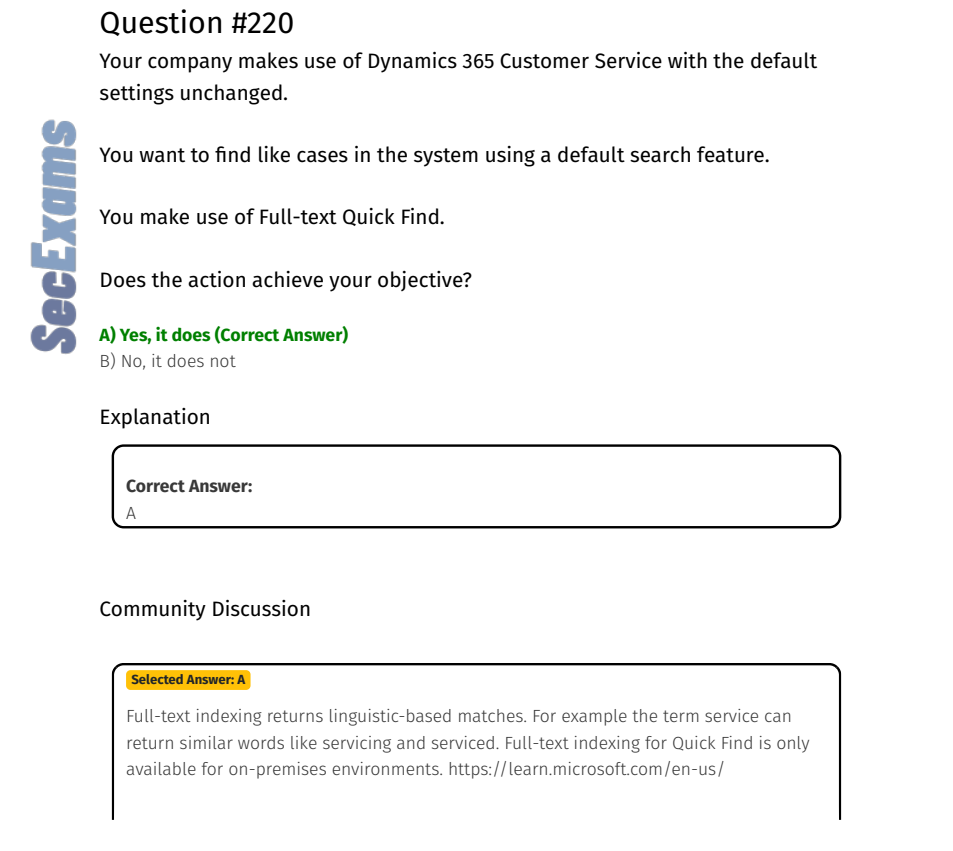 Question #220
Your company makes use of Dynamics 365 Customer Service with the default
settings unchanged.
You want to find like cases in the system using a default search feature.
You make use of Full-text Quick Find.
Does the action achieve your objective?
A) Yes, it does (Correct Answer)
B) No, it does not
SecExams
Explanation
Correct Answer:
A
Community Discussion
Selected Answer: A
Full-text indexing returns linguistic-based matches. For example the term service can
return similar words like servicing and serviced. Full-text indexing for Quick Find is only
available for on-premises environments. https://learn.microsoft.com/en-us/